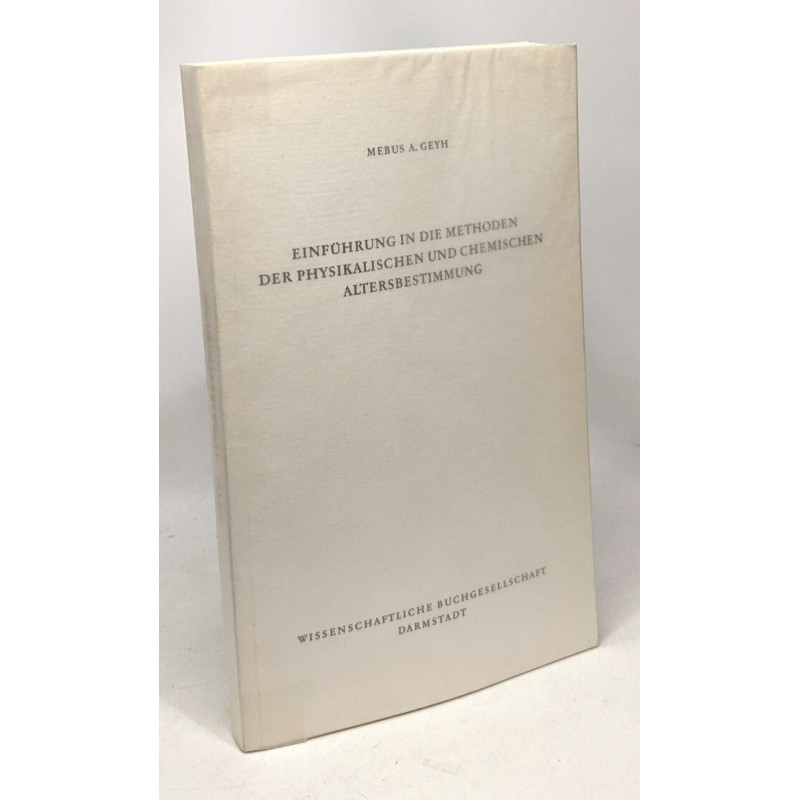 MEBUS A. GEYH
EINFÜHRUNG IN DIE METHODEN
DER PHYSIKALISCHEN UND CHEMISCHEN
ALTERSBESTIMMUNG
WISSENSCHAFTLICHE BUCHGESELLSCHAFT
DARMSTADT